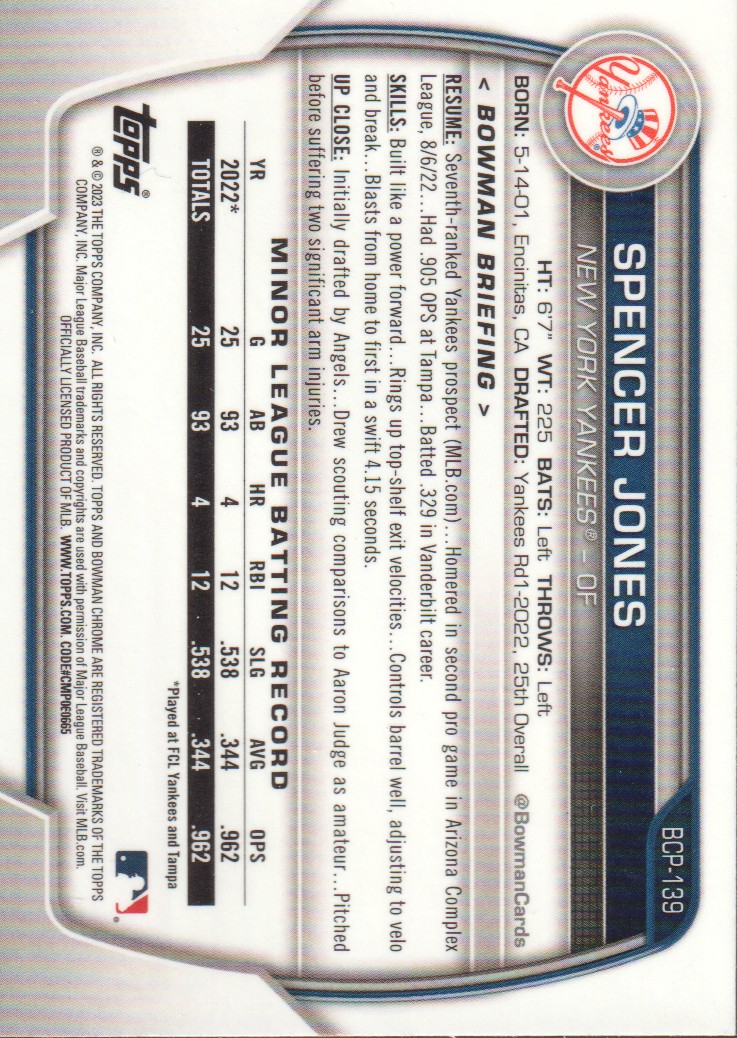 BCP-139
Yankees
SPENCER JONES
NEW YORK YANKEES® – OF
HT: 6'7" WT: 225 BATS: Left THROWS: Left
BORN: 5-14-01, Encinitas, CA DRAFTED: Yankees Rd1-2022, 25th Overall @BowmanCards
< BOWMAN BRIEFING >
RESUME: Seventh-ranked Yankees prospect (MLB.com)...Homered in second pro game in Arizona Complex
League, 8/6/22...Had .905 OPS at Tampa...Batted .329 in Vanderbilt career.
SKILLS: Built like a power forward...Rings up top-shelf exit velocities...Controls barrel well, adjusting to velo
and break...Blasts from home to first in a swift 4.15 seconds.
UP CLOSE: Initially drafted by Angels...Drew scouting comparisons to Aaron Judge as amateur...Pitched
before suffering two significant arm injuries.
MINOR LEAGUE BATTING RECORD
YR G AB HR RBI SLG AVG OPS
2022* 25 93 4 12 .538 .344 .962
TOTALS 25 93 4 12 .538 .344 .962
*Played at FCL Yankees and Tampa
topps®
® & © 2023 THE TOPPS COMPANY, INC. ALL RIGHTS RESERVED. TOPPS AND BOWMAN CHROME ARE REGISTERED TRADEMARKS OF THE TOPPS
COMPANY, INC. Major League Baseball trademarks and copyrights are used with permission of Major League Baseball. Visit MLB.com.
OFFICIALLY LICENSED PRODUCT OF MLB. WWW.TOPPS.COM. CODE#CMP0E0665